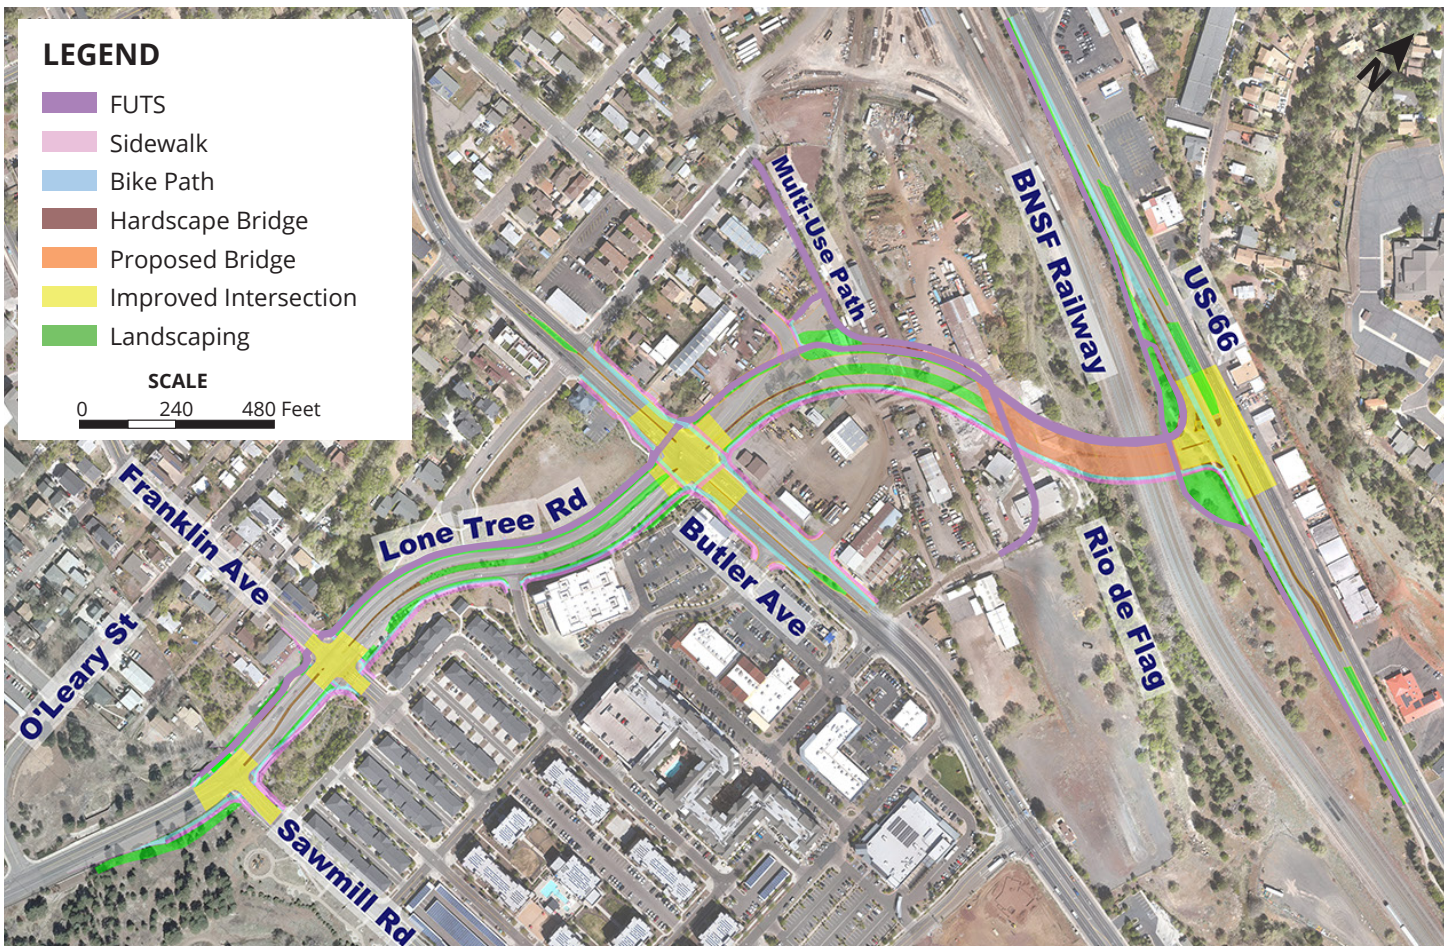 LEGEND
FUTS
Sidewalk
Bike Path
Hardscape Bridge
Proposed Bridge
Improved Intersection
Landscaping
SCALE
0 240 480 Feet
N
Multi-Use Path
BNSF Railway
US-66
Franklin Ave
Lone Tree Rd
Butler Ave
Rio de Flag
O'Leary St
Sawmill Rd